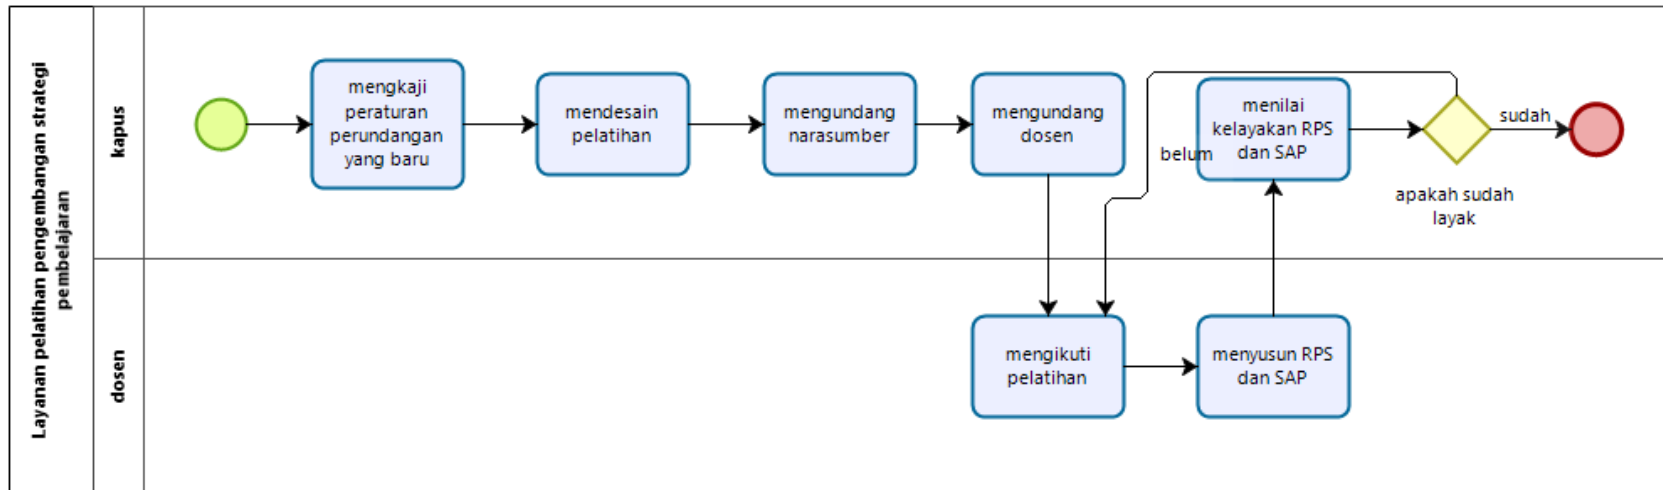 Layanan pelatihan pengembangan strategi
pembelajaran
kapus
mengkaji
peraturan
perundangan
yang baru
mendesain
pelatihan
mengundang
narasumber
mengundang
dosen
menilai
kelayakan RPS
dan SAP
belum
sudah
apakah sudah
layak
dosen
mengikuti
pelatihan
menyusun RPS
dan SAP